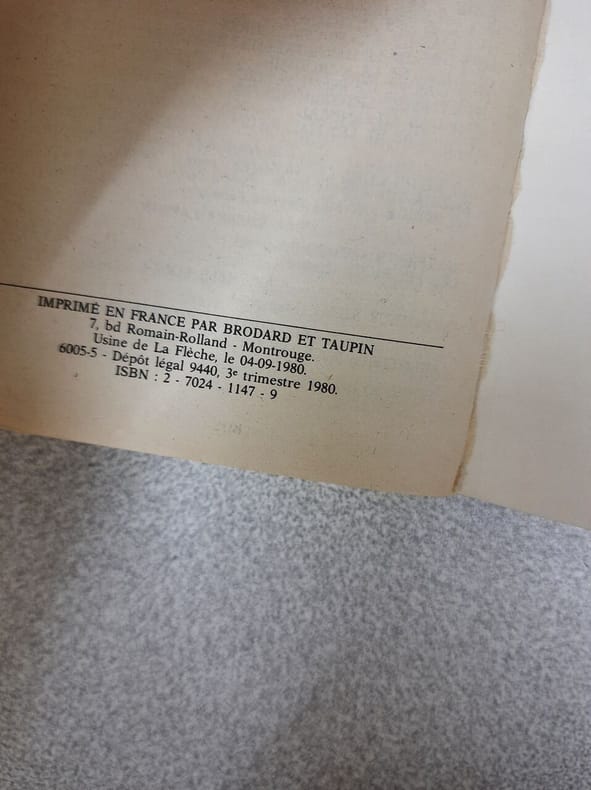 IMPRIMÉ EN FRANCE PAR BRODARD ET TAUPIN
7, bd Romain-Rolland - Montrouge.
Usine de La Flèche, le 04-09-1980.
6005-5 - Dépôt légal 9440, 3e trimestre 1980.
ISBN : 2 - 7024 - 1147 - 9